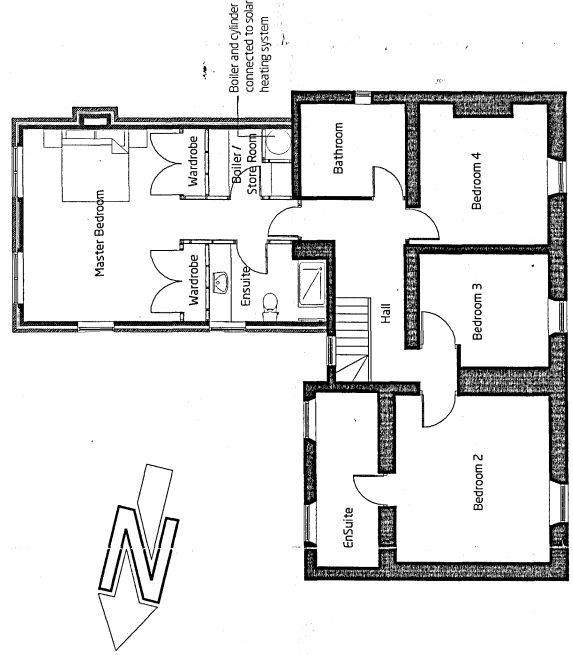 Boiler and cylinder
connected to solar
heating system
Master Bedroom
Wardrobe
Boiler /
Store Room
Bathroom
Bedroom 4
Wardrobe
Ensuite
Hall
Bedroom 3
EnSuite
Bedroom 2
N